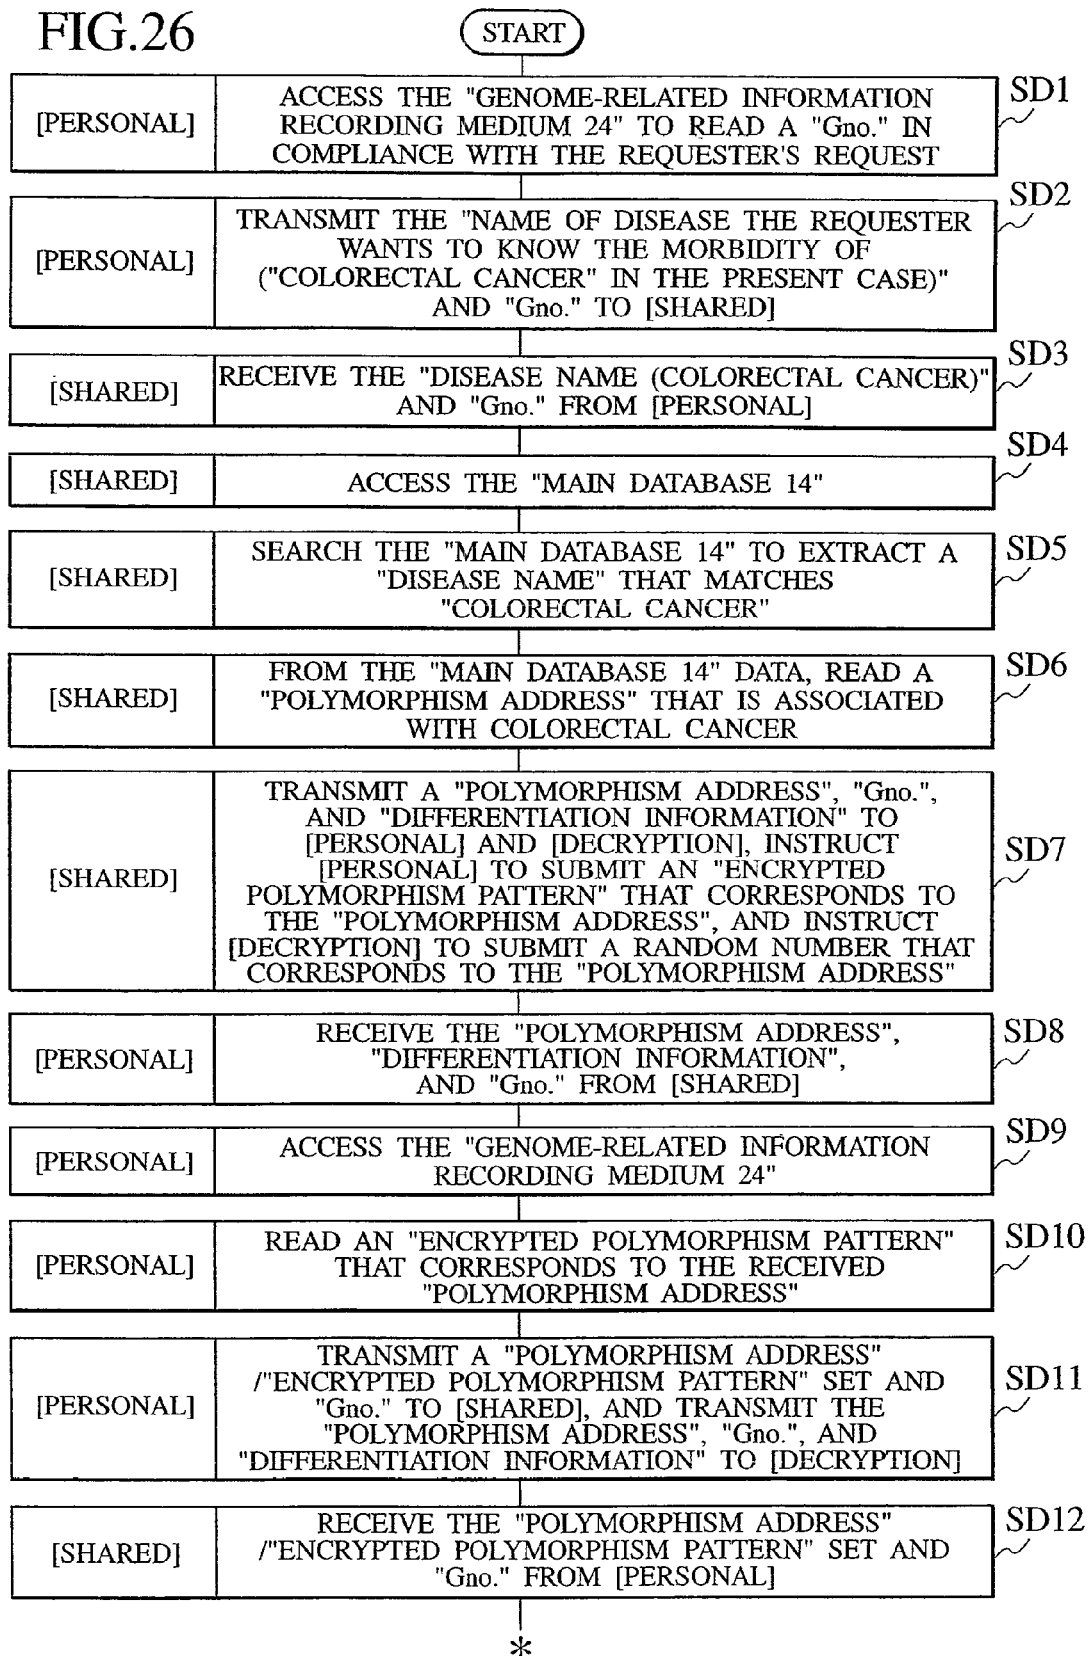 FIG.26
START
SD1
[PERSONAL]
ACCESS THE "GENOME-RELATED INFORMATION
RECORDING MEDIUM 24" TO READ A "Gno." IN
COMPLIANCE WITH THE REQUESTER'S REQUEST
SD2
[PERSONAL]
TRANSMIT THE "NAME OF DISEASE THE REQUESTER
WANTS TO KNOW THE MORBIDITY OF
("COLORECTAL CANCER" IN THE PRESENT CASE)"
AND "Gno." TO [SHARED]
SD3
[SHARED]
RECEIVE THE "DISEASE NAME (COLORECTAL CANCER)"
AND "Gno." FROM [PERSONAL]
SD4
[SHARED]
ACCESS THE "MAIN DATABASE 14"
SD5
[SHARED]
SEARCH THE "MAIN DATABASE 14" TO EXTRACT A
"DISEASE NAME" THAT MATCHES
"COLORECTAL CANCER"
SD6
[SHARED]
FROM THE "MAIN DATABASE 14" DATA, READ A
"POLYMORPHISM ADDRESS" THAT IS ASSOCIATED
WITH COLORECTAL CANCER
SD7
[SHARED]
TRANSMIT A "POLYMORPHISM ADDRESS", "Gno.",
AND "DIFFERENTIATION INFORMATION" TO
[PERSONAL] AND [DECRYPTION], INSTRUCT
[PERSONAL] TO SUBMIT AN "ENCRYPTED
POLYMORPHISM PATTERN" THAT CORRESPONDS TO
THE "POLYMORPHISM ADDRESS", AND INSTRUCT
[DECRYPTION] TO SUBMIT A RANDOM NUMBER THAT
CORRESPONDS TO THE "POLYMORPHISM ADDRESS"
SD8
[PERSONAL]
RECEIVE THE "POLYMORPHISM ADDRESS",
"DIFFERENTIATION INFORMATION",
AND "Gno." FROM [SHARED]
SD9
[PERSONAL]
ACCESS THE "GENOME-RELATED INFORMATION
RECORDING MEDIUM 24"
SD10
[PERSONAL]
READ AN "ENCRYPTED POLYMORPHISM PATTERN"
THAT CORRESPONDS TO THE RECEIVED
"POLYMORPHISM ADDRESS"
SD11
[PERSONAL]
TRANSMIT A "POLYMORPHISM ADDRESS"
/"ENCRYPTED POLYMORPHISM PATTERN" SET AND
"Gno." TO [SHARED], AND TRANSMIT THE
"POLYMORPHISM ADDRESS", "Gno.", AND
"DIFFERENTIATION INFORMATION" TO [DECRYPTION]
SD12
[SHARED]
RECEIVE THE "POLYMORPHISM ADDRESS"
/"ENCRYPTED POLYMORPHISM PATTERN" SET AND
"Gno." FROM [PERSONAL]
*